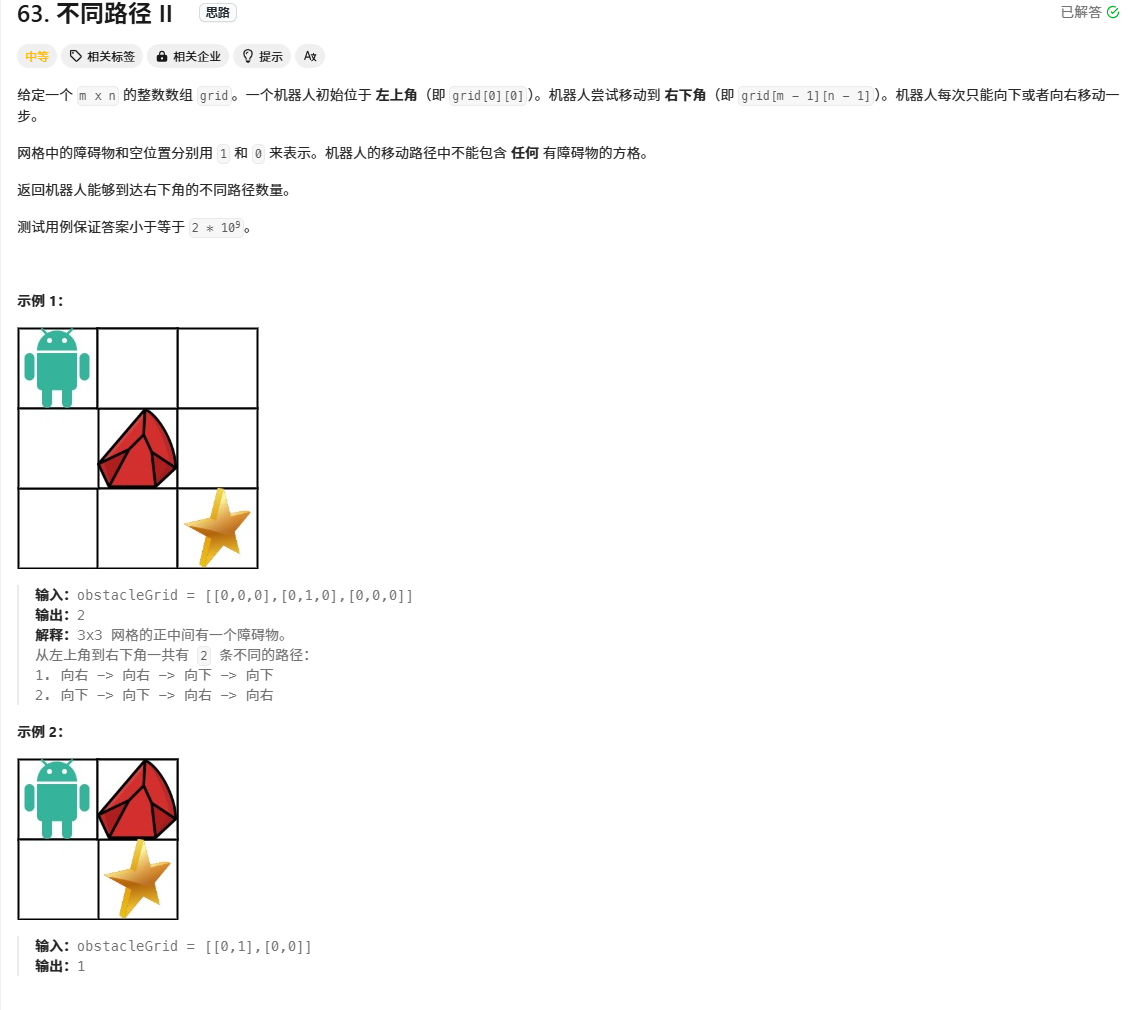 63. 不同路径 II 思路 已解答
中等 相关标签 相关企业 提示 Ax
给定一个 m x n 的整数数组 grid 。一个机器人初始位于 左上角（即 grid[0][0]）。机器人尝试移动到 右下角（即 grid[m - 1][n - 1]）。机器人每次只能向下或者向右移动一
步。
网格中的障碍物和空位置分别用 1 和 0 来表示。机器人的移动路径中不能包含 任何 有障碍物的方格。
返回机器人能够到达右下角的不同路径数量。
测试用例保证答案小于等于 2 * 10⁹。
示例 1：
输入：obstacleGrid = [[0,0,0],[0,1,0],[0,0,0]]
输出：2
解释：3x3 网格的正中间有一个障碍物。
从左上角到右下角一共有 2 条不同的路径：
1. 向右 -> 向右 -> 向下 -> 向下
2. 向下 -> 向下 -> 向右 -> 向右
示例 2：
输入：obstacleGrid = [[0,1],[0,0]]
输出：1